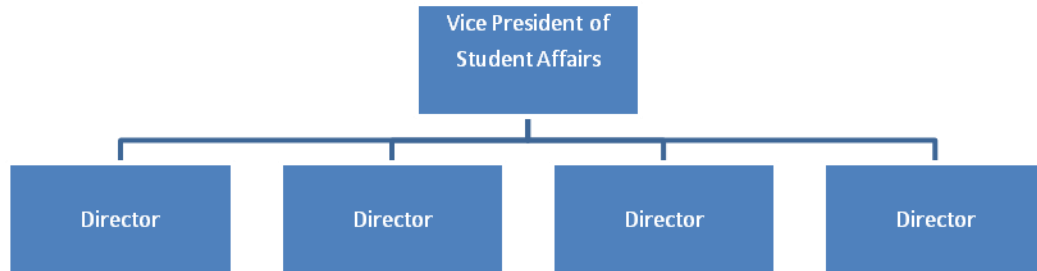 Vice President of
Student Affairs
Director
Director
Director
Director